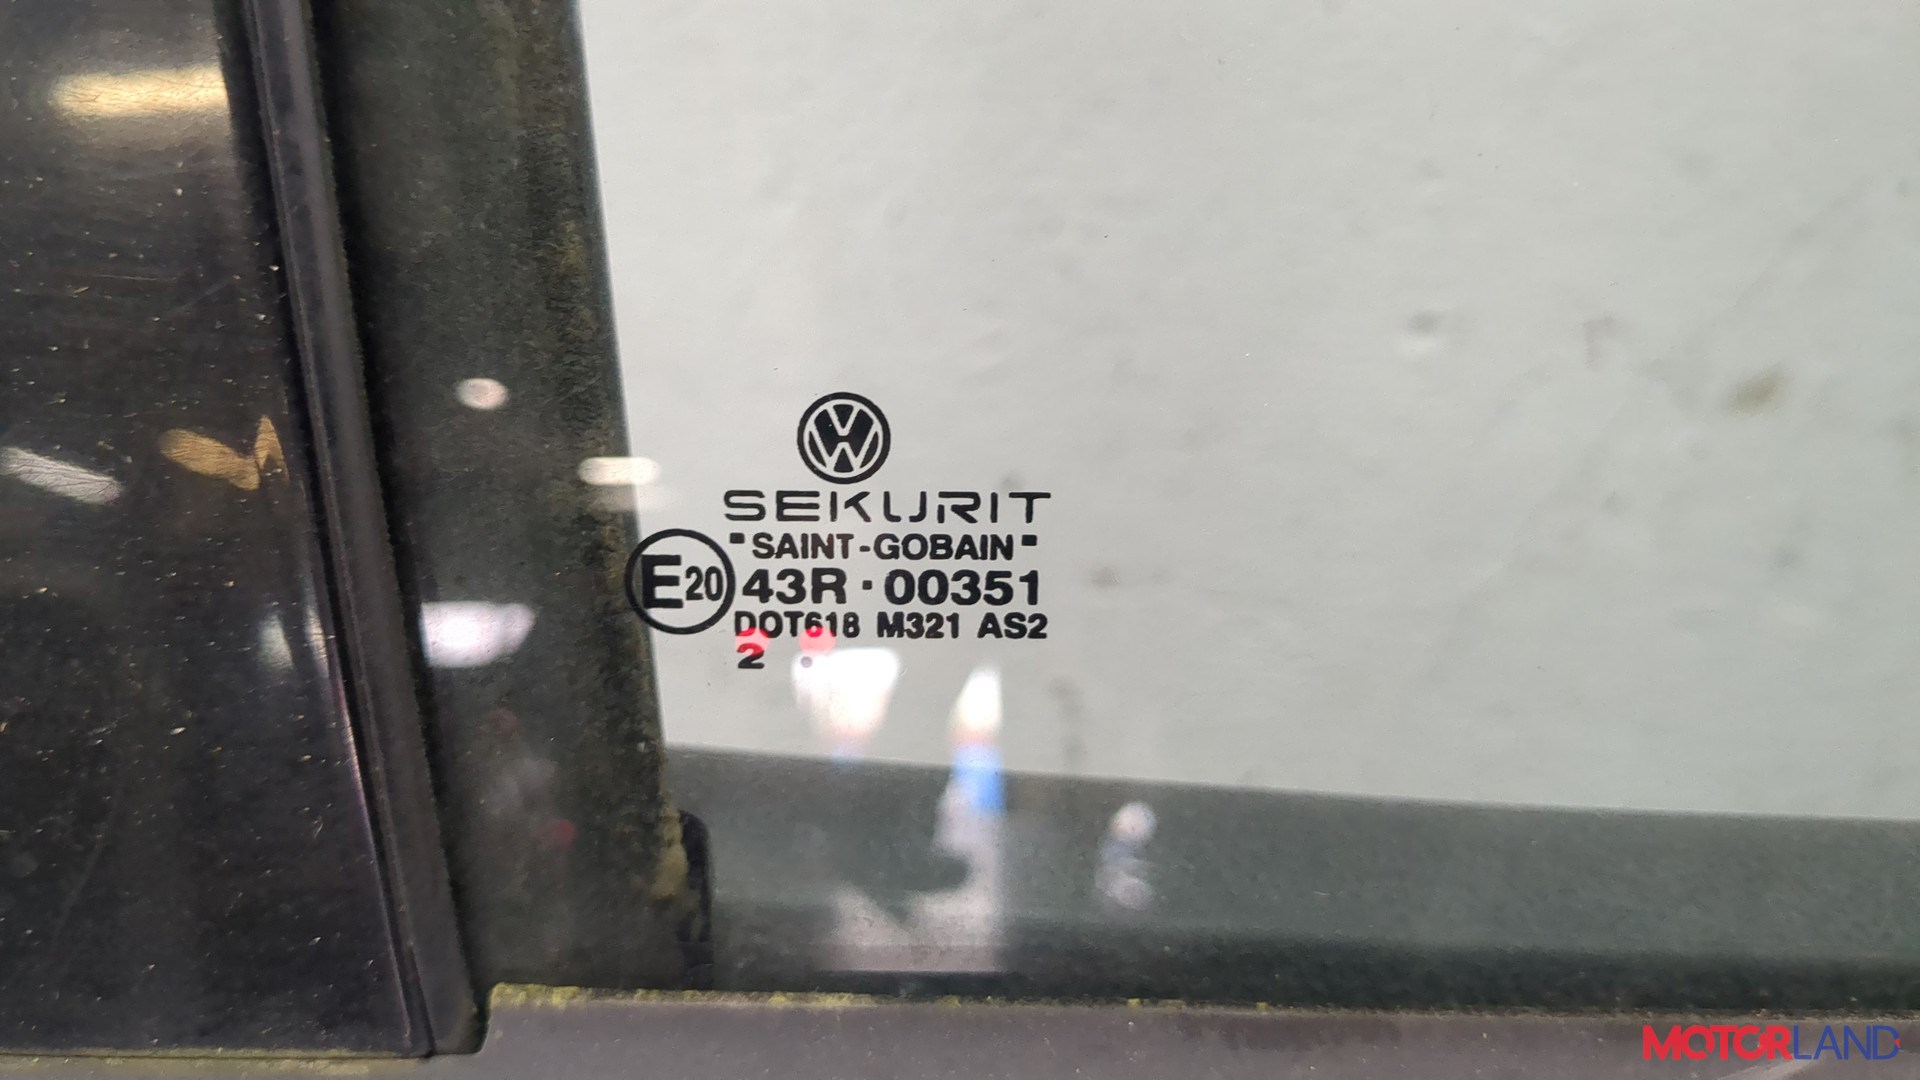 SEKURIT
"SAINT-GOBAIN"
E20 43R·00351
DOT618 M321 AS2
2 .
MOTORLAND